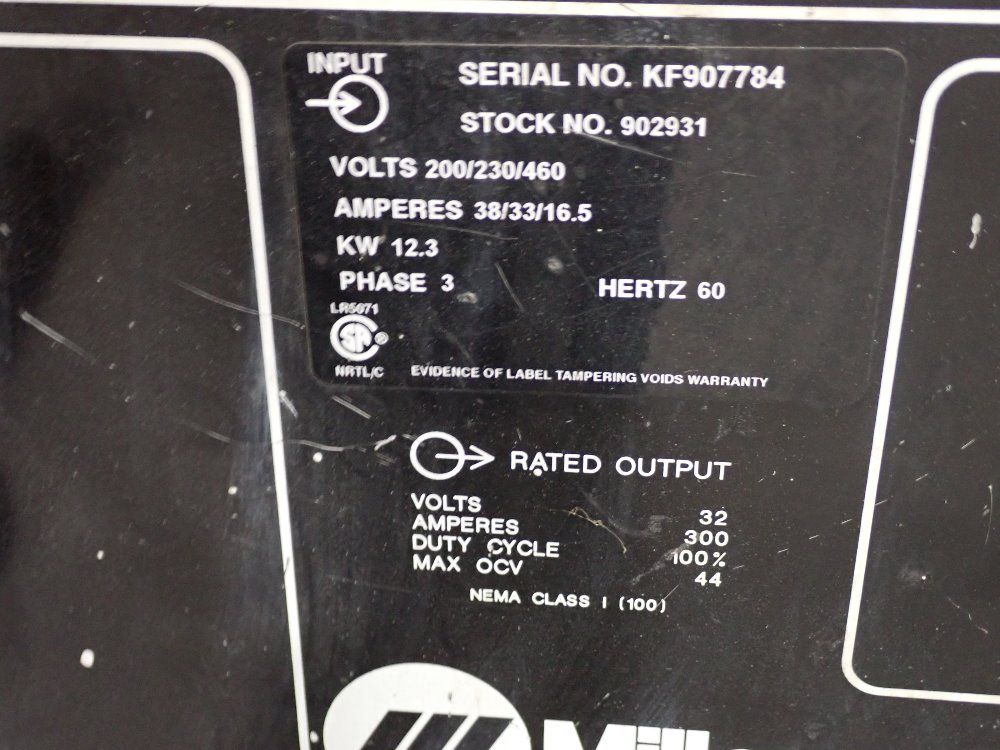 INPUT
SERIAL NO. KF907784
STOCK NO. 902931
VOLTS 200/230/460
AMPERES 38/33/16.5
KW 12.3
PHASE 3 HERTZ 60
LR5071
SP®
NRTL/C
EVIDENCE OF LABEL TAMPERING VOIDS WARRANTY
RATED OUTPUT
VOLTS 32
AMPERES 300
DUTY CYCLE 100%
MAX OCV 44
NEMA CLASS I (100)